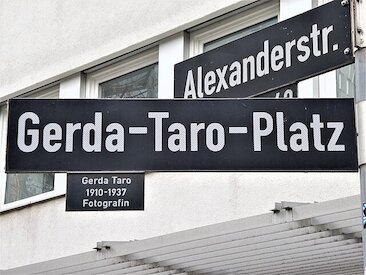 Alexanderstr.
Gerda-Taro-Platz
Gerda Taro
1910-1937
Fotografin